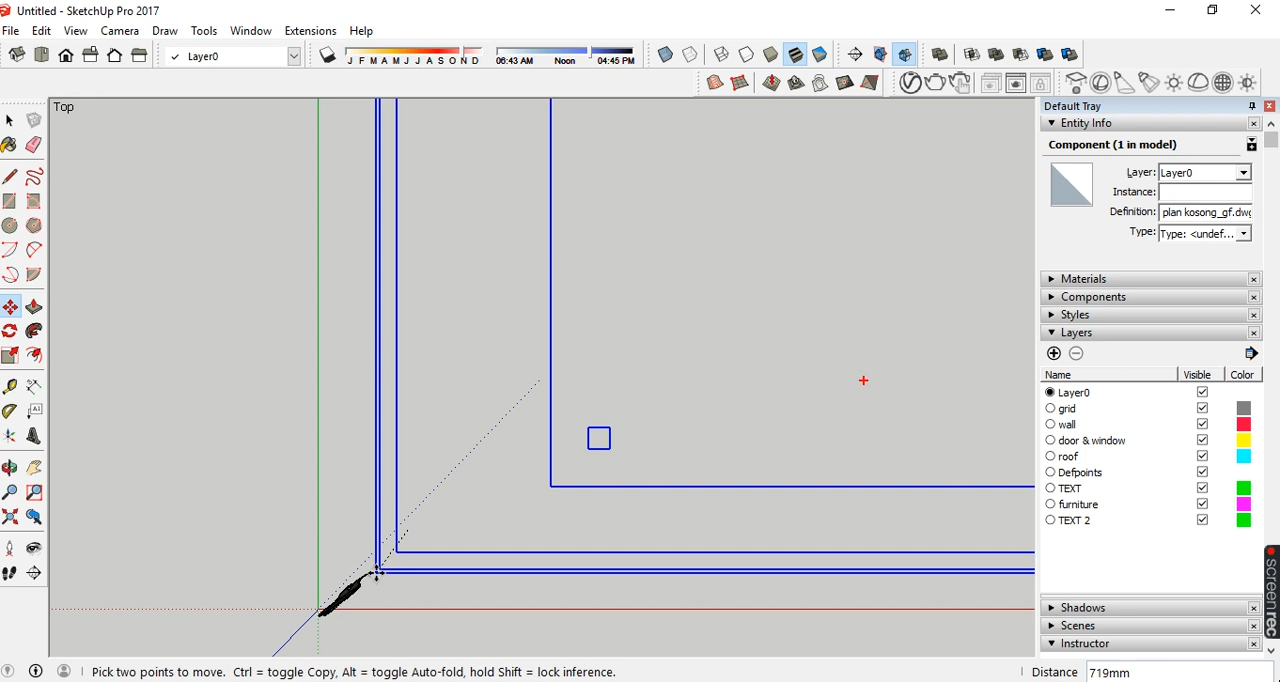 Untitled - SketchUp Pro 2017
File Edit View Camera Draw Tools Window Extensions Help
Layer0
J F M A M J J A S O N D
06:43 AM Noon 04:45 PM
Top
Default Tray
Entity Info
Component (1 in model)
Layer: Layer0
Instance:
Definition: plan kosong_gf.dwg
Type: Type: <undef...
Materials
Components
Styles
Layers
Name Visible Color
Layer0
grid
wall
door & window
roof
Defpoints
TEXT
furniture
TEXT 2
screenrec
Shadows
Scenes
Instructor
Pick two points to move. Ctrl = toggle Copy, Alt = toggle Auto-fold, hold Shift = lock inference.
Distance 719mm